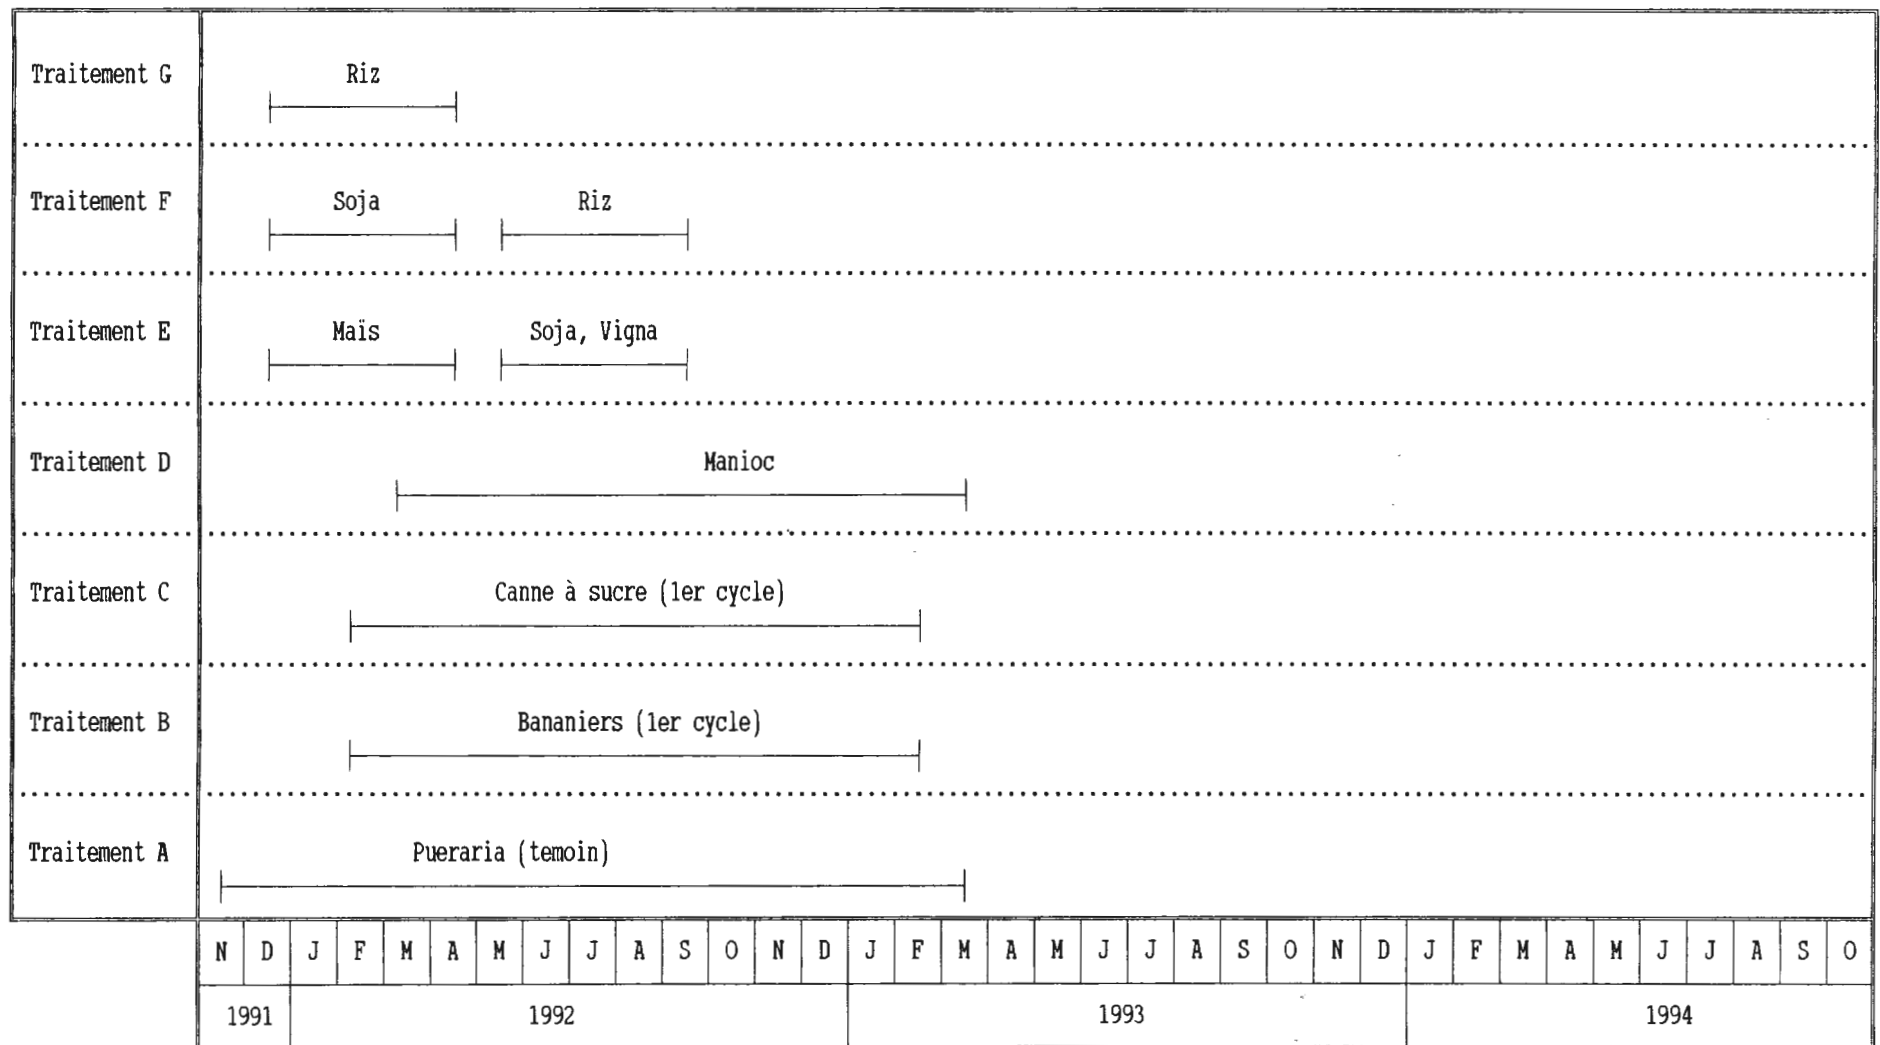 Traitement G Riz
Traitement F Soja Riz
Traitement E Maïs Soja, Vigna
Traitement D Manioc
Traitement C Canne à sucre (1er cycle)
Traitement B Bananiers (1er cycle)
Traitement A Pueraria (temoin)
N D J F M A M J J A S O N D J F M A M J J A S O N D J F M A M J J A S O
1991 1992 1993 1994